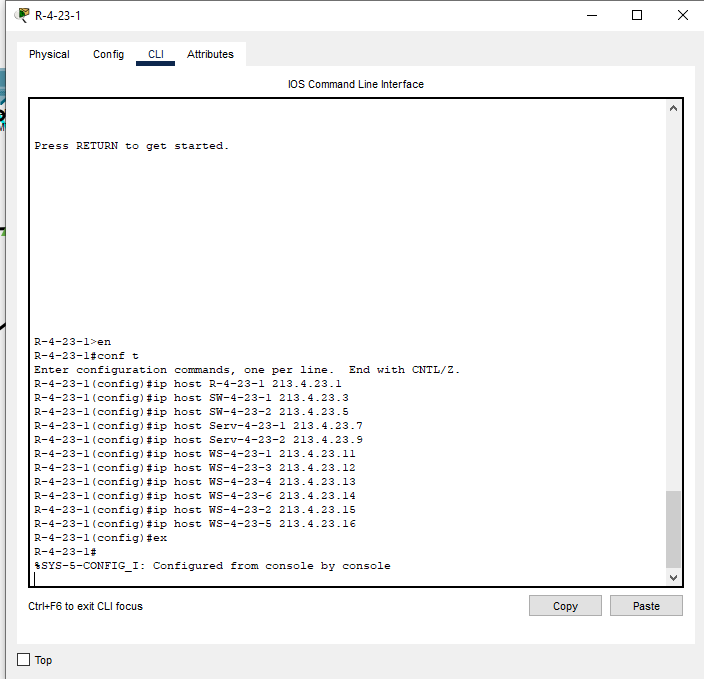 R-4-23-1
Physical Config CLI Attributes
IOS Command Line Interface
Press RETURN to get started.
R-4-23-1>en
R-4-23-1#conf t
Enter configuration commands, one per line.  End with CNTL/Z.
R-4-23-1(config)#ip host R-4-23-1 213.4.23.1
R-4-23-1(config)#ip host SW-4-23-1 213.4.23.3
R-4-23-1(config)#ip host SW-4-23-2 213.4.23.5
R-4-23-1(config)#ip host Serv-4-23-1 213.4.23.7
R-4-23-1(config)#ip host Serv-4-23-2 213.4.23.9
R-4-23-1(config)#ip host WS-4-23-1 213.4.23.11
R-4-23-1(config)#ip host WS-4-23-3 213.4.23.12
R-4-23-1(config)#ip host WS-4-23-4 213.4.23.13
R-4-23-1(config)#ip host WS-4-23-6 213.4.23.14
R-4-23-1(config)#ip host WS-4-23-2 213.4.23.15
R-4-23-1(config)#ip host WS-4-23-5 213.4.23.16
R-4-23-1(config)#ex
R-4-23-1#
%SYS-5-CONFIG_I: Configured from console by console
Ctrl+F6 to exit CLI focus
Copy Paste
Top